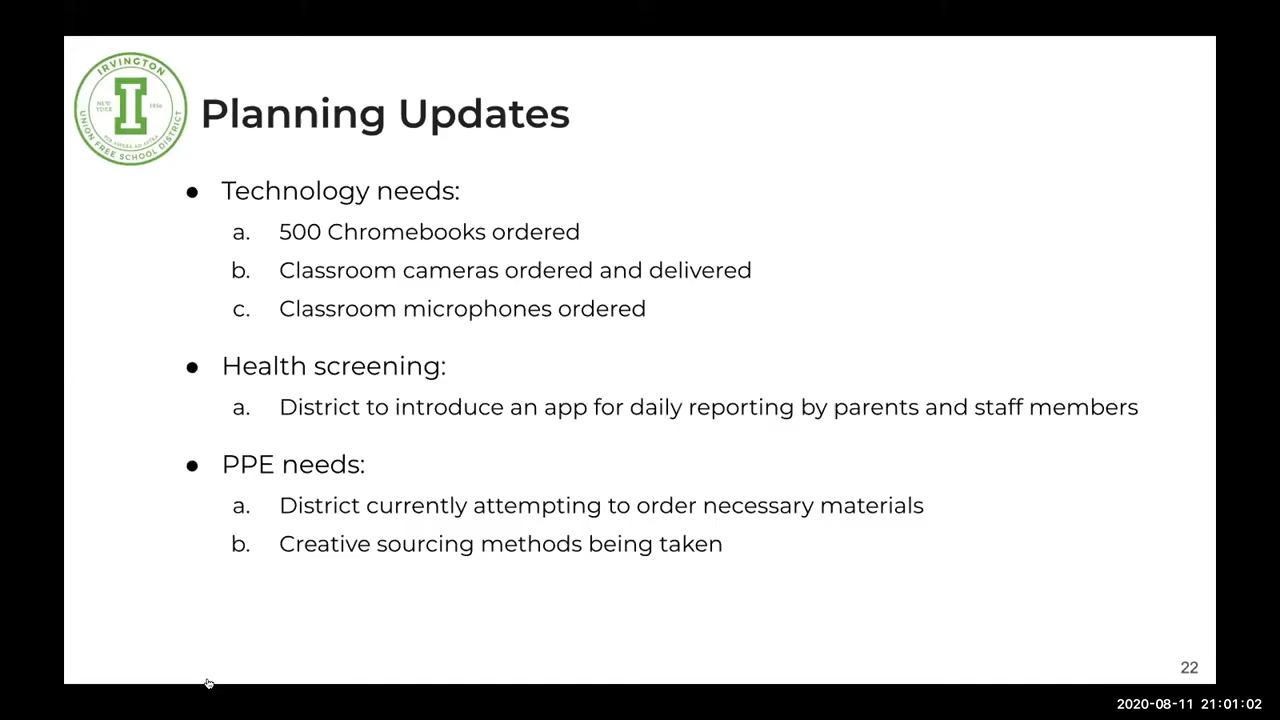 IRVINGTON
NEW
YORK
1956
UNION FREE SCHOOL DISTRICT
Planning Updates
● Technology needs:
a. 500 Chromebooks ordered
b. Classroom cameras ordered and delivered
c. Classroom microphones ordered
● Health screening:
a. District to introduce an app for daily reporting by parents and staff members
● PPE needs:
a. District currently attempting to order necessary materials
b. Creative sourcing methods being taken
22
2020-08-11 21:01:02